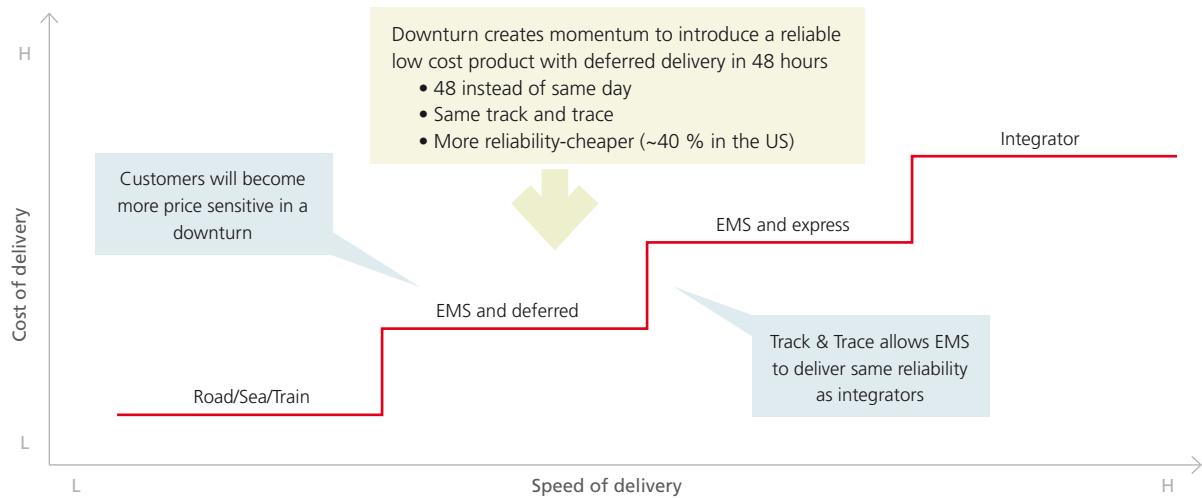 H
Downturn creates momentum to introduce a reliable
low cost product with deferred delivery in 48 hours
• 48 instead of same day
• Same track and trace
• More reliability-cheaper (~40 % in the US)
Integrator
Customers will become
more price sensitive in a
downturn
EMS and express
EMS and deferred
Track & Trace allows EMS
to deliver same reliability
as integrators
Road/Sea/Train
Cost of delivery
L
L
Speed of delivery
H